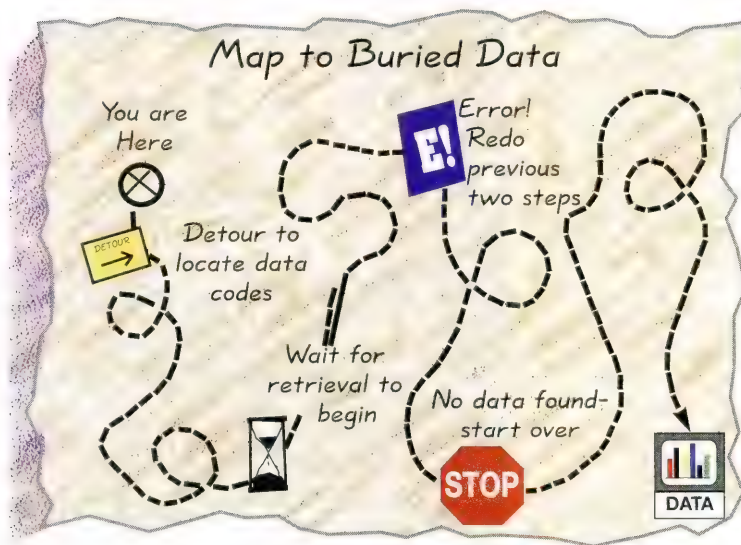 Map to Buried Data
You are
Here
DETOUR
Detour to
locate data
codes
Wait for
retrieval to
begin
E!
Error!
Redo
previous
two steps
No data found-
start over
STOP
DATA